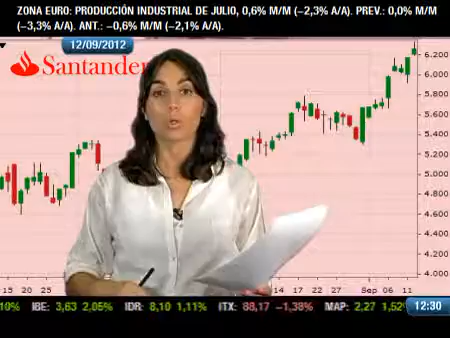 ZONA EURO: PRODUCCIÓN INDUSTRIAL DE JULIO, 0,6% M/M (−2,3% A/A). PREV.: 0,0% M/M
(−3,3% A/A). ANT.: −0,6% M/M (−2,1% A/A).
12/09/2012
Santander
6.200
6.000
5.800
5.600
5.400
5.200
5.000
4.800
4.600
4.400
4.200
4.000
15 20 25 14 17 22 27 Sep 06 11
10% IBE: 3,63 2,05% IDR: 8,10 1,11% ITX: 88,17 −1,38% MAP: 2,27 1,52
12:30